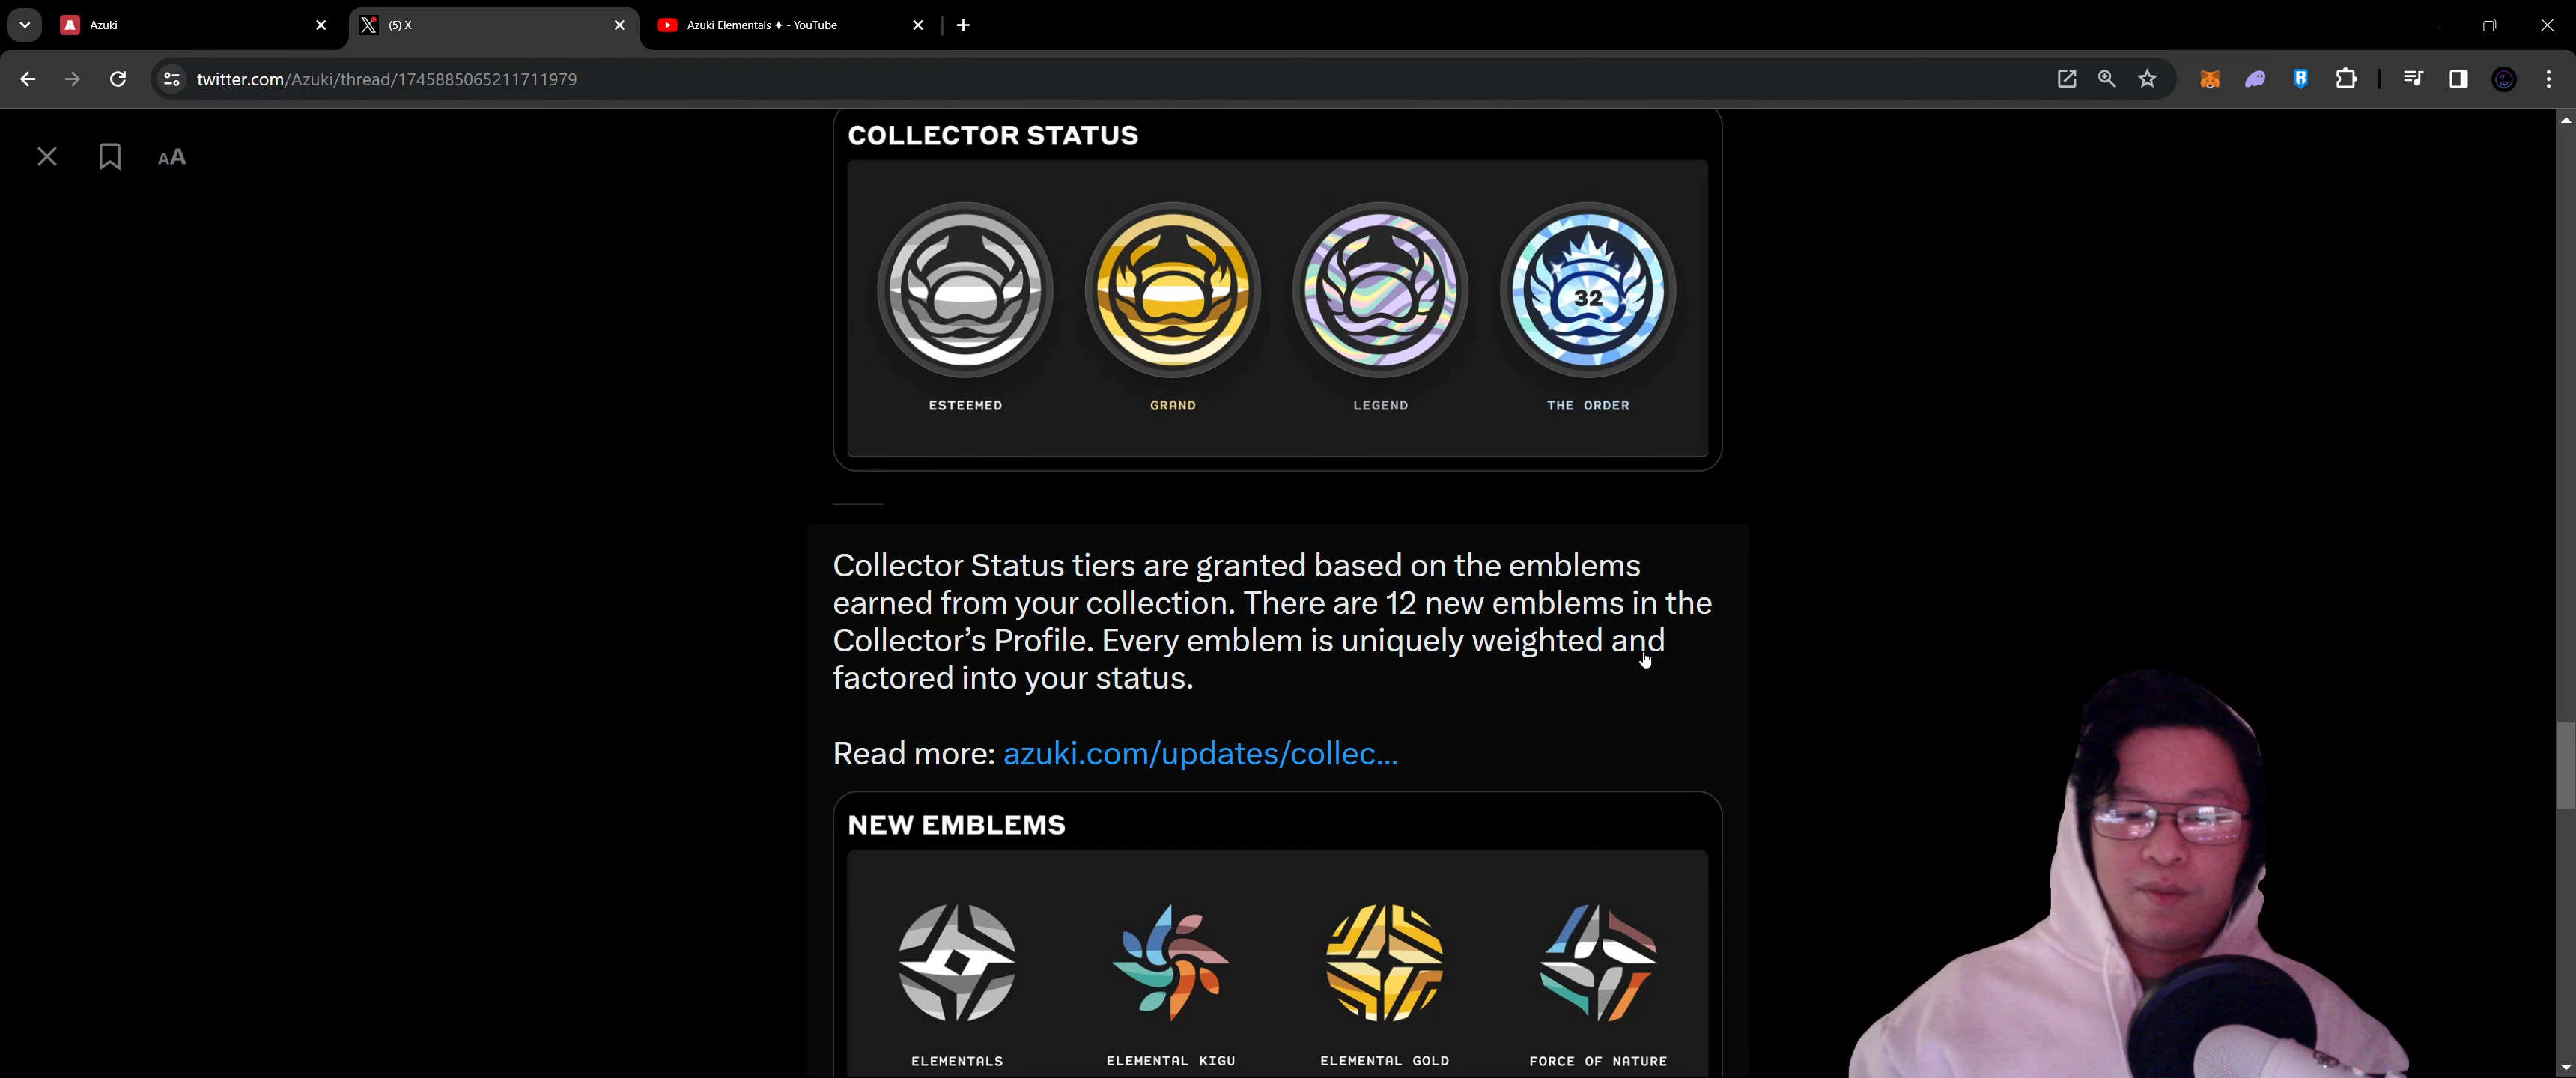 Azuki
(5) X
Azuki Elementals ✦ - YouTube
twitter.com/Azuki/thread/1745885065211711979
AA
COLLECTOR STATUS
32
ESTEEMED
GRAND
LEGEND
THE ORDER
Collector Status tiers are granted based on the emblems
earned from your collection. There are 12 new emblems in the
Collector’s Profile. Every emblem is uniquely weighted and
factored into your status.
Read more: azuki.com/updates/collec...
NEW EMBLEMS
ELEMENTALS
ELEMENTAL KIGU
ELEMENTAL GOLD
FORCE OF NATURE